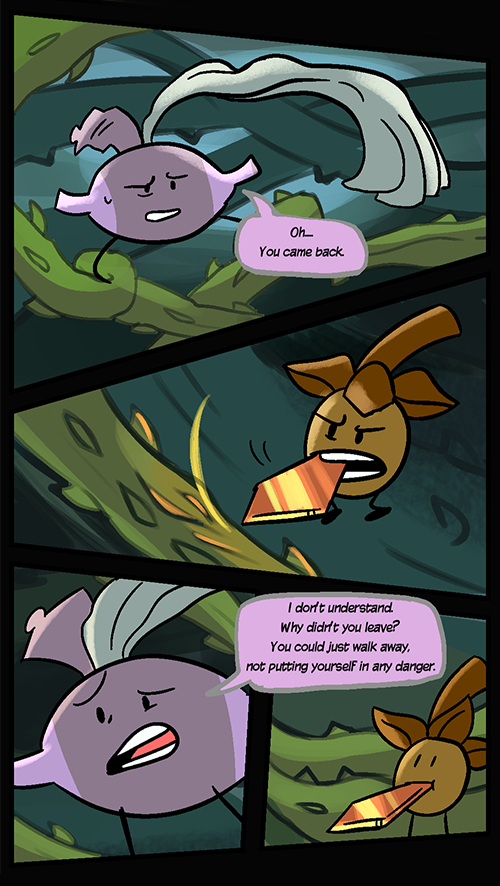 Oh...
You came back.
I don't understand.
Why didn't you leave?
You could just walk away,
not putting yourself in any danger.